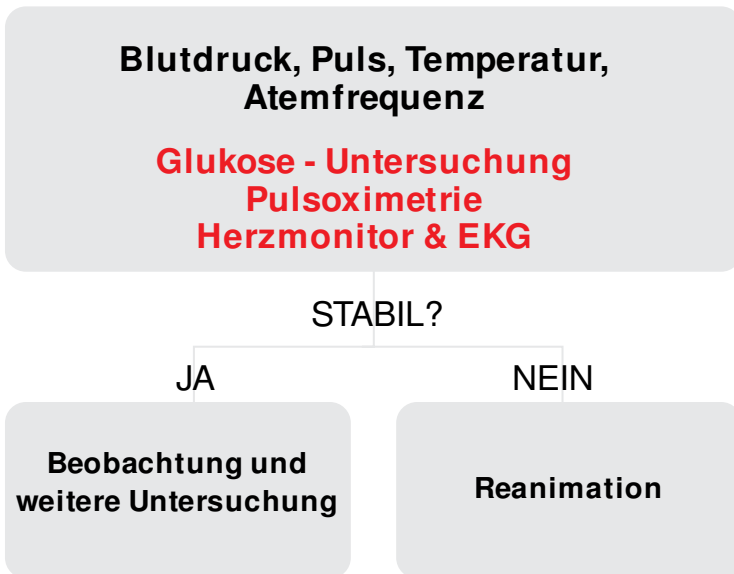 Blutdruck, Puls, Temperatur,
Atemfrequenz
Glukose - Untersuchung
Pulsoximetrie
Herzmonitor & EKG
STABIL?
JA
NEIN
Beobachtung und
weitere Untersuchung
Reanimation